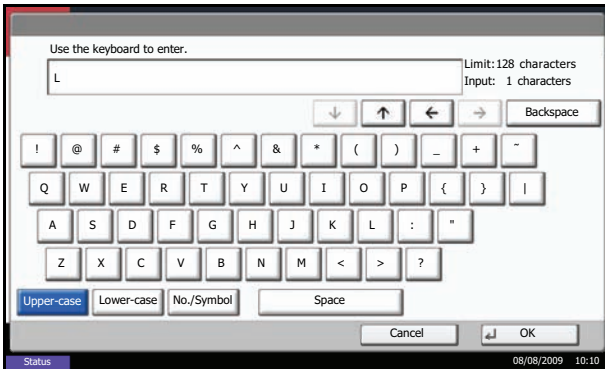 Use the keyboard to enter.
Limit:128 characters
L
Input: 1 characters
↓ ↑ ← → Backspace
! @ # $ % ^ & * ( ) _ + ~
Q W E R T Y U I O P { } |
A S D F G H J K L : "
Z X C V B N M < > ?
Upper-case Lower-case No./Symbol Space
Cancel OK
Status 08/08/2009 10:10